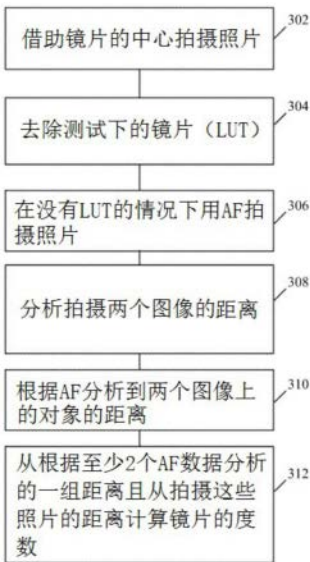 借助镜片的中心拍摄照片
302
去除测试下的镜片（LUT）
304
在没有LUT的情况下用AF拍
摄照片
306
分析拍摄两个图像的距离
308
根据AF分析到两个图像上
的对象的距离
310
从根据至少2个AF数据分析
的一组距离且从拍摄这些
照片的距离计算镜片的度
数
312